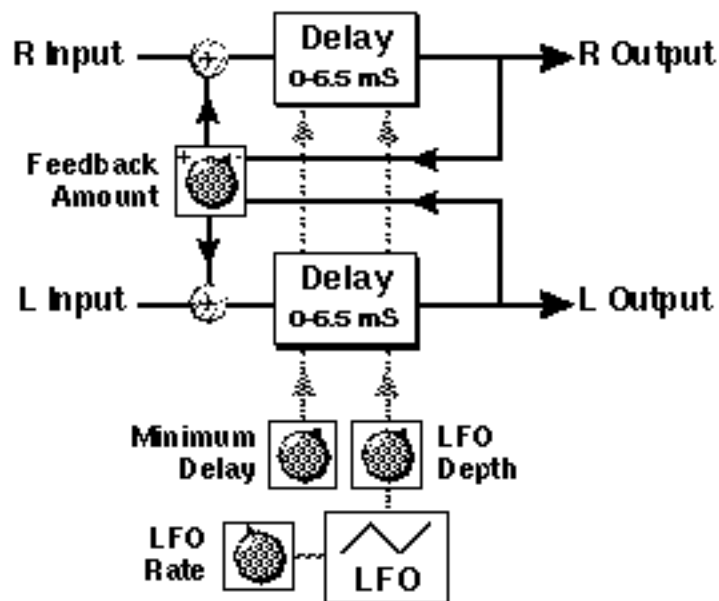 R Input
Delay
0-6.5 mS
R Output
+ -
Feedback
Amount
L Input
Delay
0-6.5 mS
L Output
Minimum
Delay
LFO
Depth
LFO
Rate
LFO